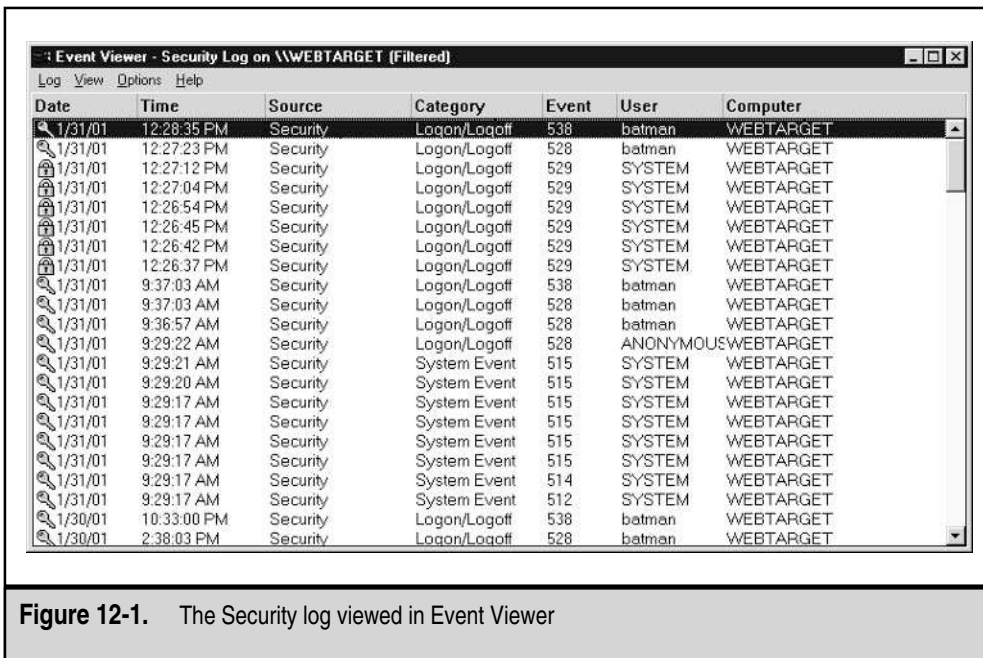 Event Viewer - Security Log on \\WEBTARGET (Filtered)
Log View Options Help
Date Time Source Category Event User Computer
1/31/01 12:28:35 PM Security Logon/Logoff 538 batman WEBTARGET
1/31/01 12:27:23 PM Security Logon/Logoff 528 batman WEBTARGET
1/31/01 12:27:12 PM Security Logon/Logoff 529 SYSTEM WEBTARGET
1/31/01 12:27:04 PM Security Logon/Logoff 529 SYSTEM WEBTARGET
1/31/01 12:26:54 PM Security Logon/Logoff 529 SYSTEM WEBTARGET
1/31/01 12:26:45 PM Security Logon/Logoff 529 SYSTEM WEBTARGET
1/31/01 12:26:42 PM Security Logon/Logoff 529 SYSTEM WEBTARGET
1/31/01 12:26:37 PM Security Logon/Logoff 529 SYSTEM WEBTARGET
1/31/01 9:37:03 AM Security Logon/Logoff 538 batman WEBTARGET
1/31/01 9:37:03 AM Security Logon/Logoff 528 batman WEBTARGET
1/31/01 9:36:57 AM Security Logon/Logoff 528 batman WEBTARGET
1/31/01 9:29:22 AM Security Logon/Logoff 528 ANONYMOUS WEBTARGET
1/31/01 9:29:21 AM Security System Event 515 SYSTEM WEBTARGET
1/31/01 9:29:20 AM Security System Event 515 SYSTEM WEBTARGET
1/31/01 9:29:17 AM Security System Event 515 SYSTEM WEBTARGET
1/31/01 9:29:17 AM Security System Event 515 SYSTEM WEBTARGET
1/31/01 9:29:17 AM Security System Event 515 SYSTEM WEBTARGET
1/31/01 9:29:17 AM Security System Event 515 SYSTEM WEBTARGET
1/31/01 9:29:17 AM Security System Event 514 SYSTEM WEBTARGET
1/31/01 9:29:17 AM Security System Event 512 SYSTEM WEBTARGET
1/30/01 10:33:00 PM Security Logon/Logoff 538 batman WEBTARGET
1/30/01 2:38:03 PM Security Logon/Logoff 528 batman WEBTARGET
Figure 12-1. The Security log viewed in Event Viewer